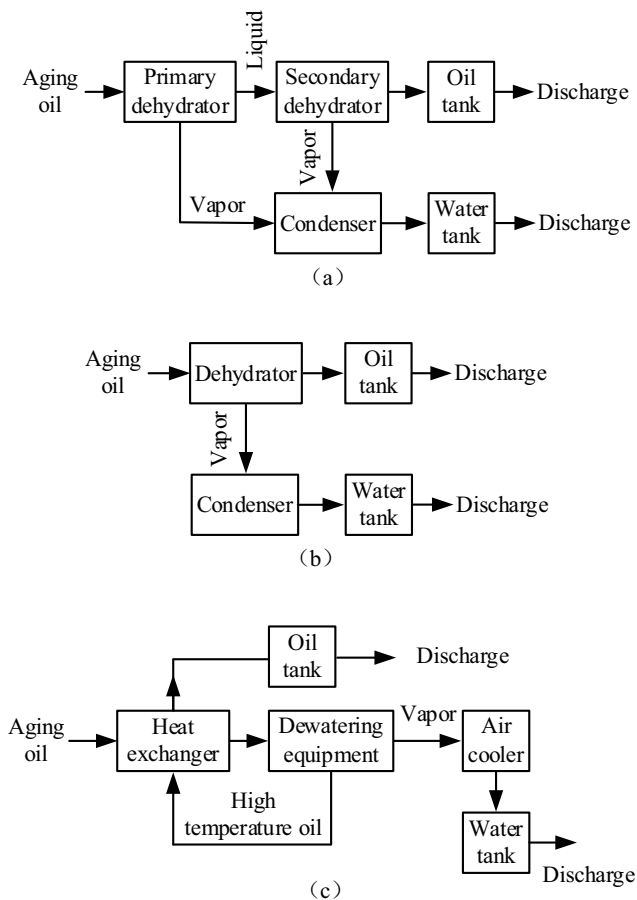 Aging
oil
Primary
dehydrator
Liquid
Secondary
dehydrator
Oil
tank
Discharge
Vapor
Vapor
Condenser
Water
tank
Discharge
（a）
Aging
oil
Dehydrator
Oil
tank
Discharge
Vapor
Condenser
Water
tank
Discharge
（b）
Oil
tank
Discharge
Aging
oil
Heat
exchanger
Dewatering
equipment
Vapor
Air
cooler
High
temperature oil
Water
tank
Discharge
（c）